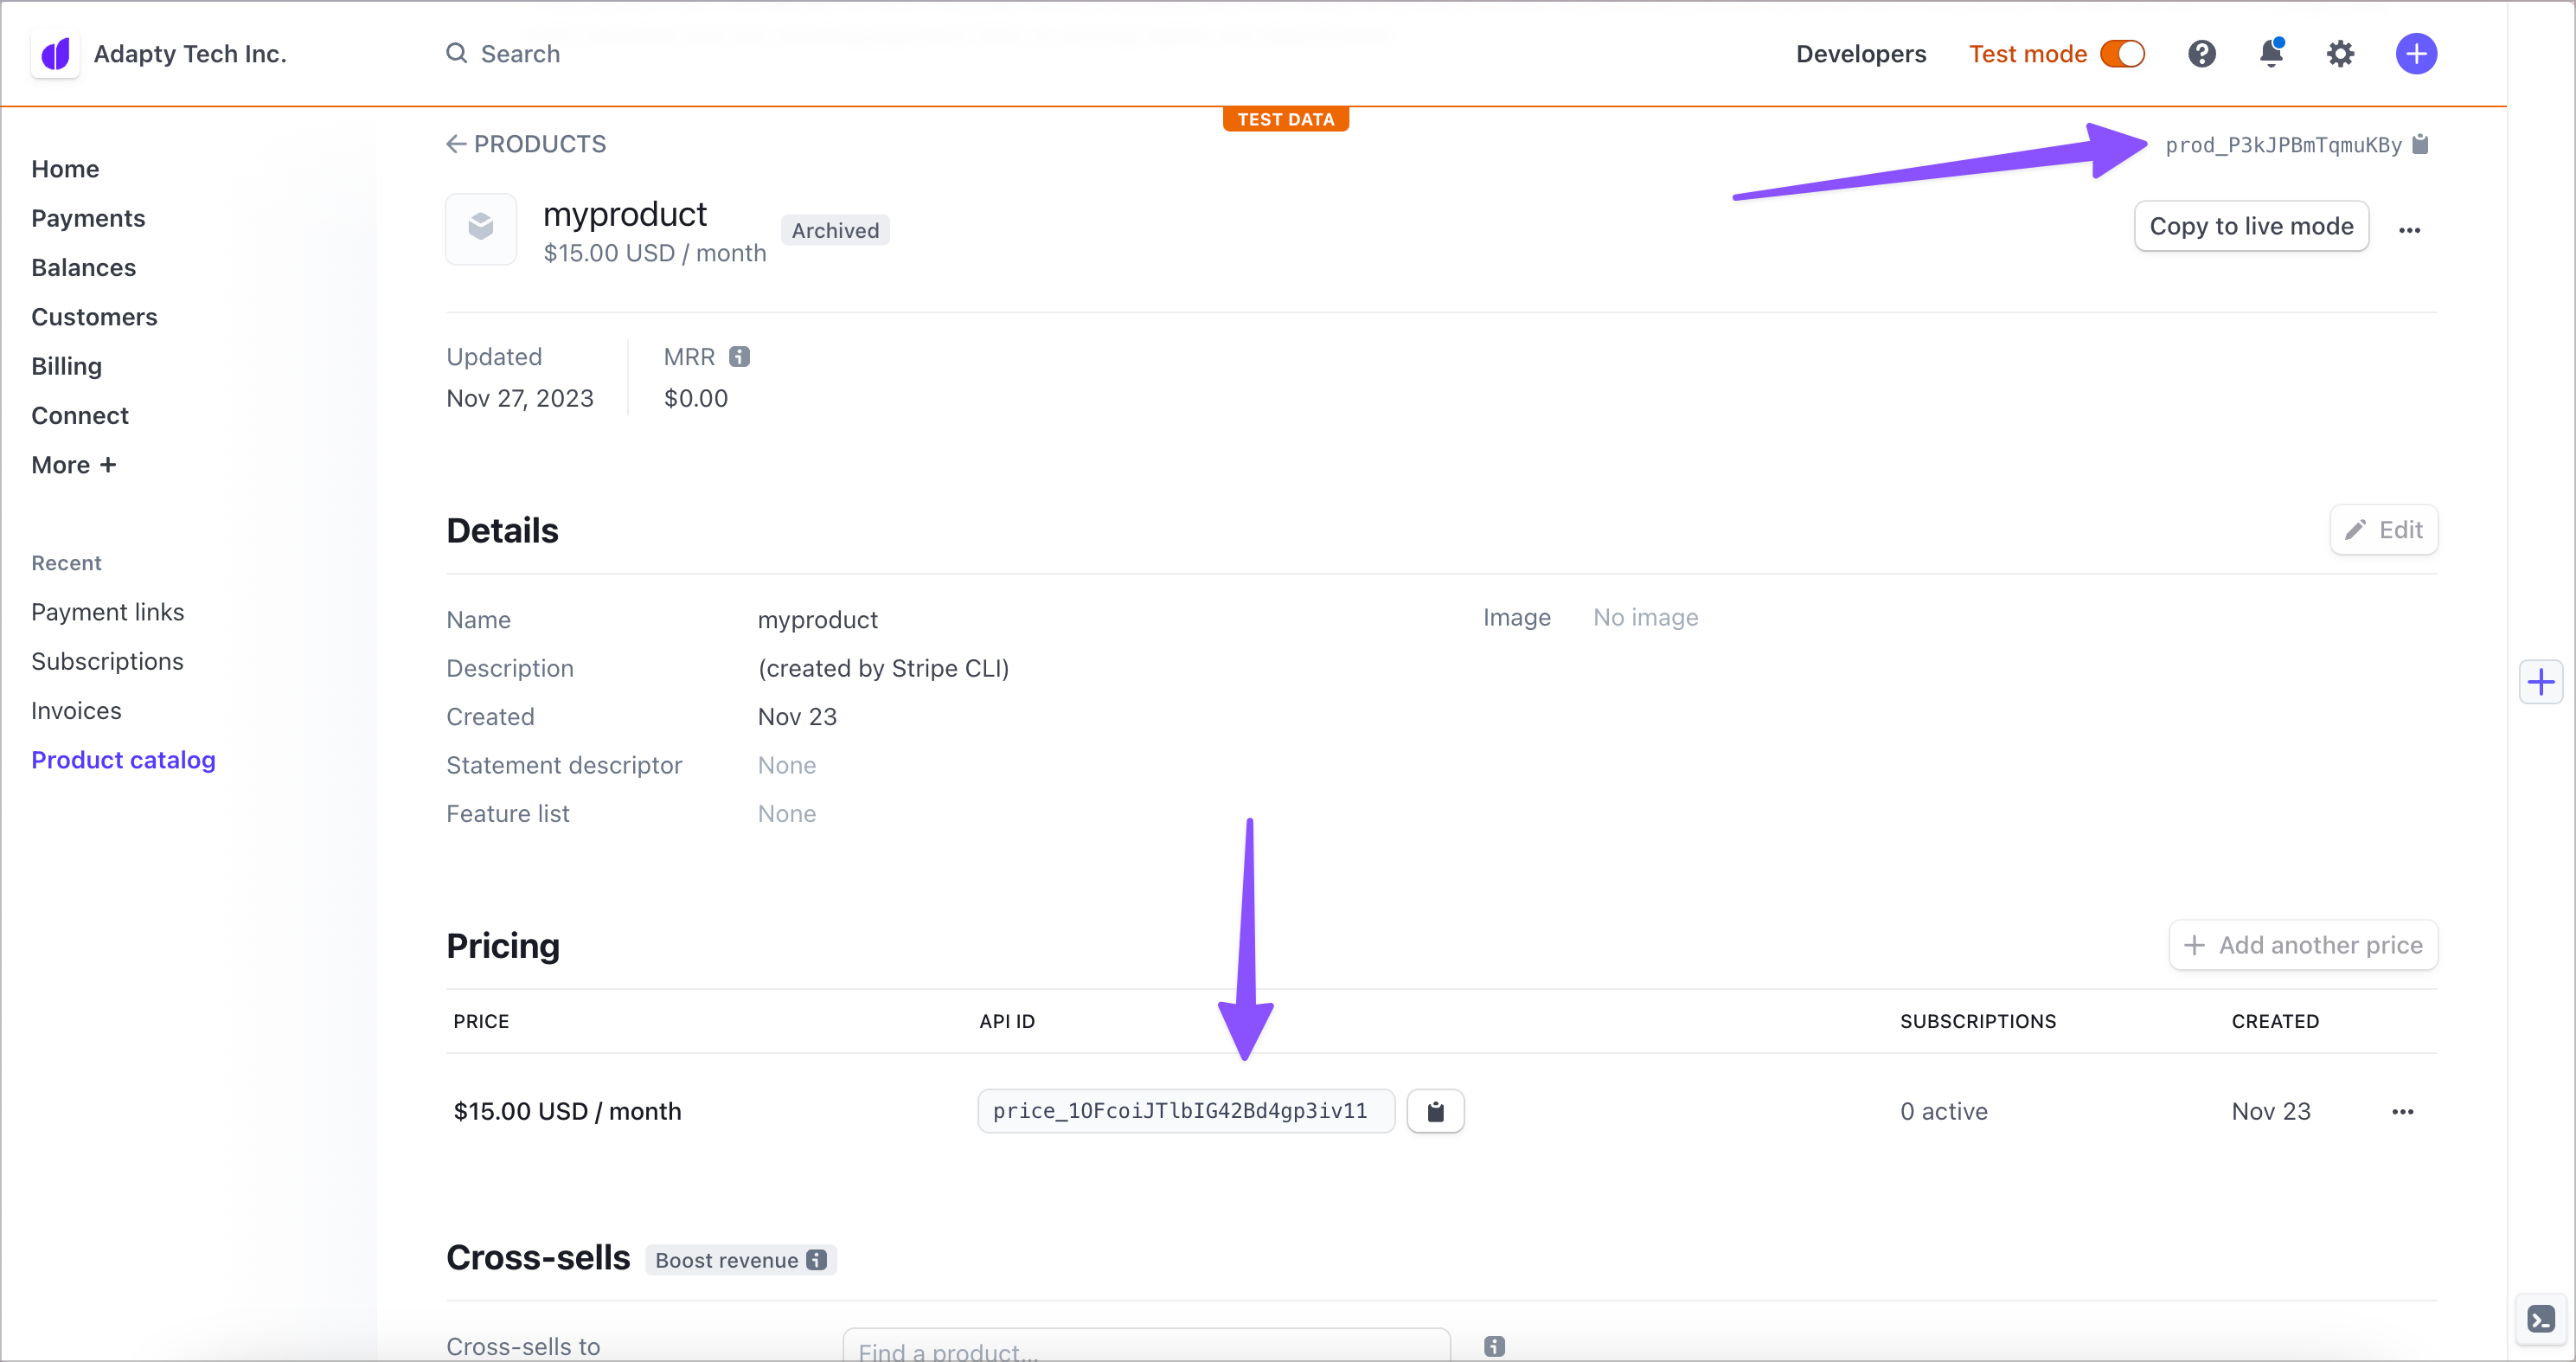 Adapty Tech Inc.
Search
Developers
Test mode
TEST DATA
Home
Payments
Balances
Customers
Billing
Connect
More +
Recent
Payment links
Subscriptions
Invoices
Product catalog
← PRODUCTS
prod_P3kJPBmTqmuKBy
myproduct
Archived
$15.00 USD / month
Copy to live mode
Updated
Nov 27, 2023
MRR
$0.00
Details
Edit
Name myproduct
Description (created by Stripe CLI)
Created Nov 23
Statement descriptor None
Feature list None
Image No image
Pricing
+ Add another price
PRICE API ID SUBSCRIPTIONS CREATED
$15.00 USD / month price_1OFcoiJTlbIG42Bd4gp3iv11 0 active Nov 23
Cross-sells Boost revenue
Cross-sells to Find a product...